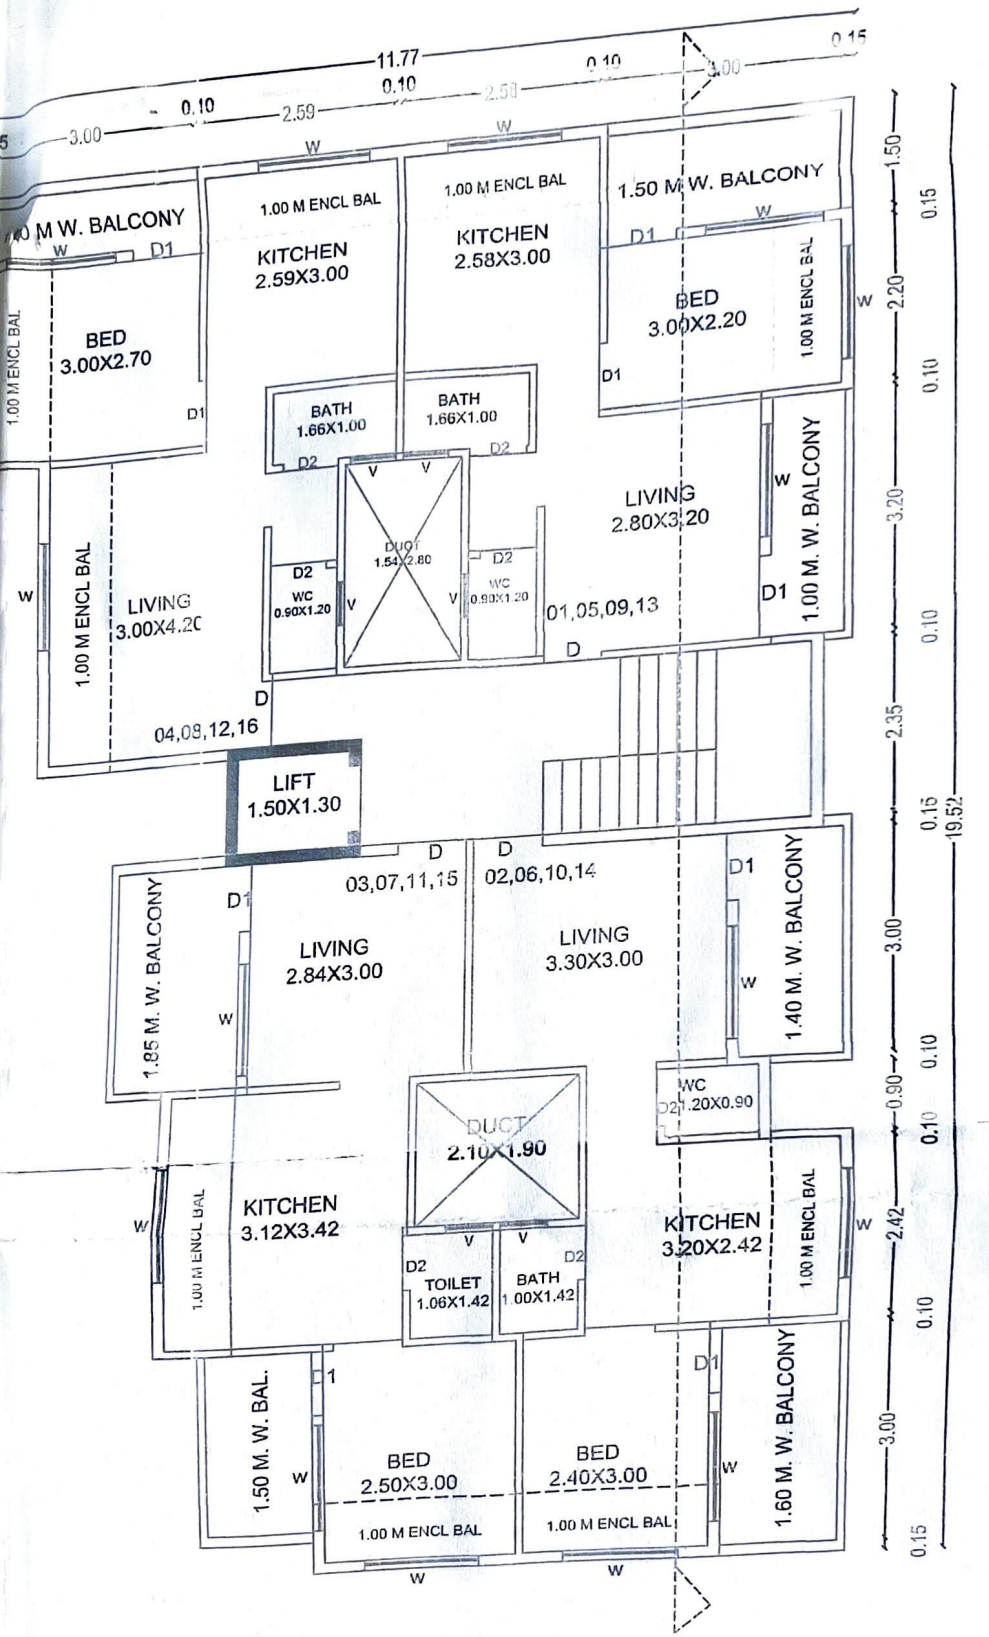 11.77
0.15
0.10
0.10
0.10
3.00
2.59
2.58
3.00
5
W
W
1.50
0.15
1.00 M ENCL BAL
1.00 M ENCL BAL
1.50 M W. BALCONY
W
M W. BALCONY
W
D1
KITCHEN
2.59X3.00
KITCHEN
2.58X3.00
D1
BED
3.00X2.20
1.00 M ENCL BAL
W
2.20
1.00 M ENCL BAL
BED
3.00X2.70
D1
D1
0.10
BATH
1.66X1.00
D2
BATH
1.66X1.00
D2
V
V
LIVING
2.80X3.20
W
1.00 M. W. BALCONY
3.20
DUCT
1.54X2.80
W
1.00 M ENCL BAL
LIVING
3.00X4.20
D2
WC
0.90X1.20
V
V
D2
WC
0.90X1.20
01,05,09,13
D1
0.10
D
D
04,08,12,16
2.35
LIFT
1.50X1.30
0.15
19.52
D
03,07,11,15
D
02,06,10,14
D1
D1
1.85 M. W. BALCONY
LIVING
2.84X3.00
LIVING
3.30X3.00
1.40 M. W. BALCONY
3.00
W
W
0.10
WC
1.20X0.90
D2
0.90
0.10
DUCT
2.10X1.90
W
1.00 M ENCL BAL
KITCHEN
3.12X3.42
V
V
KITCHEN
3.20X2.42
1.00 M ENCL BAL
W
2.42
D2
TOILET
1.06X1.42
BATH
1.00X1.42
D2
0.10
D1
D1
1.50 M. W. BAL.
W
BED
2.50X3.00
BED
2.40X3.00
W
1.60 M. W. BALCONY
3.00
1.00 M ENCL BAL
1.00 M ENCL BAL
0.15
W
W